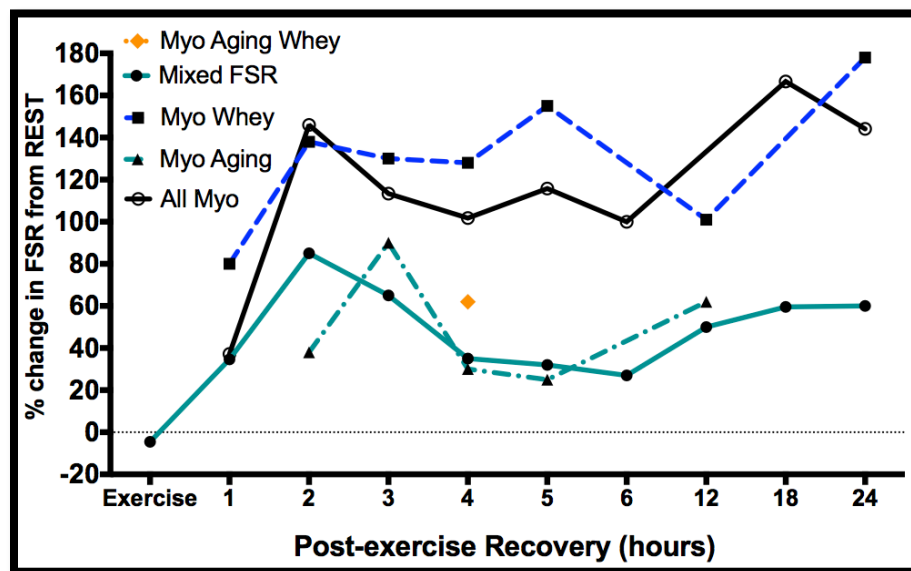 % change in FSR from REST
180
160
140
120
100
80
60
40
20
0
-20
Myo Aging Whey
Mixed FSR
Myo Whey
Myo Aging
All Myo
Exercise 1 2 3 4 5 6 12 18 24
Post-exercise Recovery (hours)